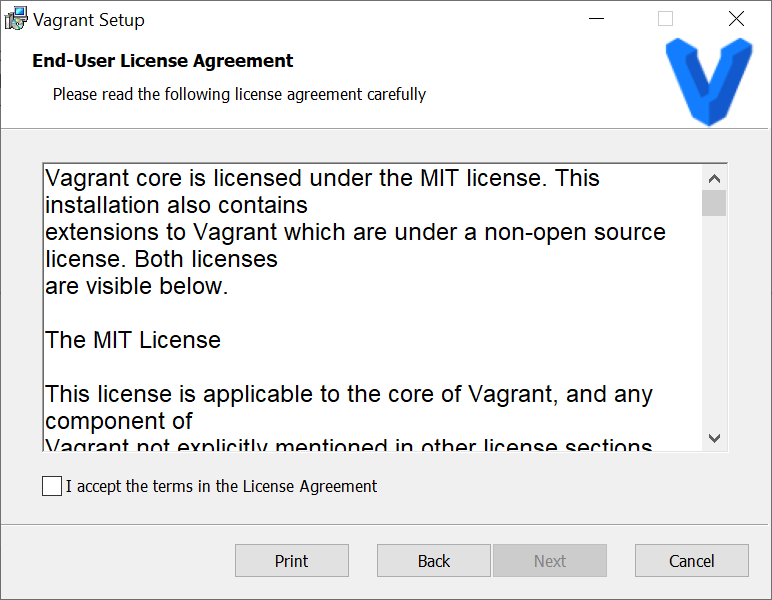 Vagrant Setup
End-User License Agreement
Please read the following license agreement carefully
Vagrant core is licensed under the MIT license. This
installation also contains
extensions to Vagrant which are under a non-open source
license. Both licenses
are visible below.
The MIT License
This license is applicable to the core of Vagrant, and any
component of
Vagrant not explicitly mentioned in other license sections
I accept the terms in the License Agreement
Print
Back
Next
Cancel